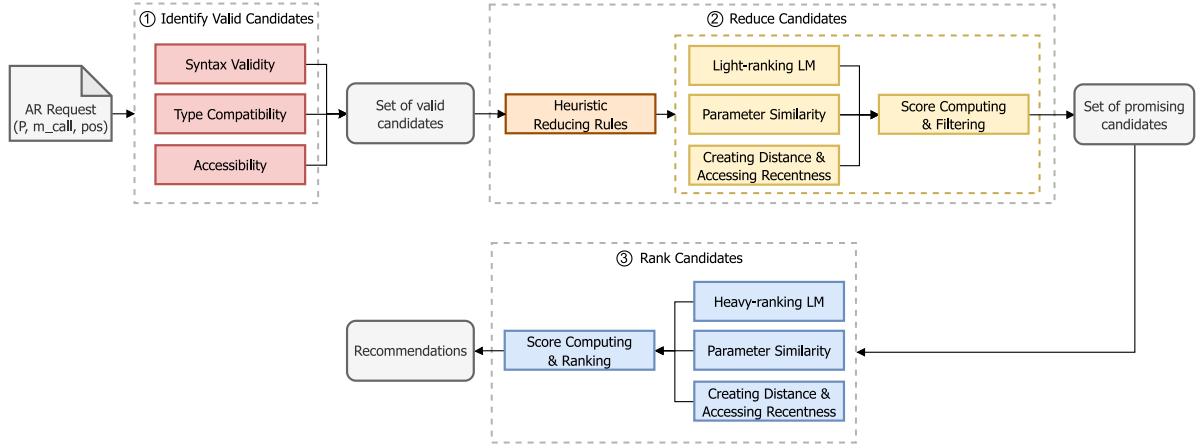 ① Identify Valid Candidates
② Reduce Candidates
AR Request
(P, m_call, pos)
Syntax Validity
Type Compatibility
Accessibility
Set of valid
candidates
Heuristic
Reducing Rules
Light-ranking LM
Parameter Similarity
Creating Distance &
Accessing Recentness
Score Computing
& Filtering
Set of promising
candidates
③ Rank Candidates
Heavy-ranking LM
Parameter Similarity
Creating Distance &
Accessing Recentness
Score Computing
& Ranking
Recommendations